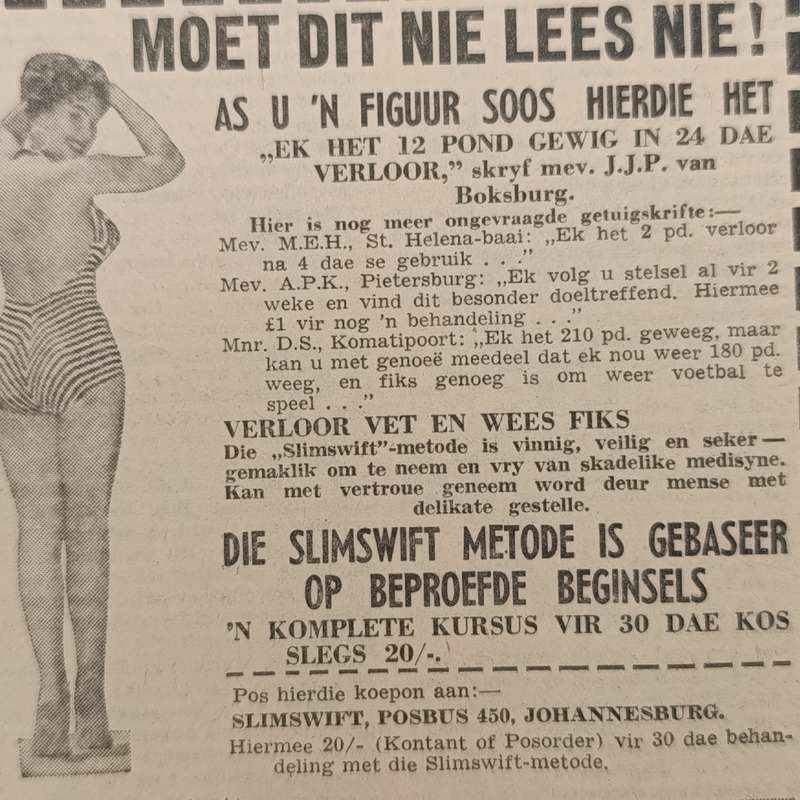 MOET DIT NIE LEES NIE!
AS U 'N FIGUUR SOOS HIERDIE HET
„EK HET 12 POND GEWIG IN 24 DAE
VERLOOR,” skryf mev. J.J.P. van
Boksburg.
Hier is nog meer ongevraagde getuigskrifte:—
Mev. M.E.H., St. Helena-baai: „Ek het 2 pd. verloor
na 4 dae se gebruik . . .”
Mev. A.P.K., Pietersburg: „Ek volg u stelsel al vir 2
weke en vind dit besonder doeltreffend. Hiermee
£1 vir nog 'n behandeling . . .”
Mnr. D.S., Komatipoort: „Ek het 210 pd. geweeg, maar
kan u met genoeë meedeel dat ek nou weer 180 pd.
weeg, en fiks genoeg is om weer voetbal te
speel . . .”
VERLOOR VET EN WEES FIKS
Die „Slimswift”-metode is vinnig, veilig en seker—
gemaklik om te neem en vry van skadelike medisyne.
Kan met vertroue geneem word deur mense met
delikate gestelle.
DIE SLIMSWIFT METODE IS GEBASEER
OP BEPROEFDE BEGINSELS
'N KOMPLETE KURSUS VIR 30 DAE KOS
SLEGS 20/-.
Pos hierdie koepon aan:—
SLIMSWIFT, POSBUS 450, JOHANNESBURG.
Hiermee 20/- (Kontant of Posorder) vir 30 dae behan-
deling met die Slimswift-metode.